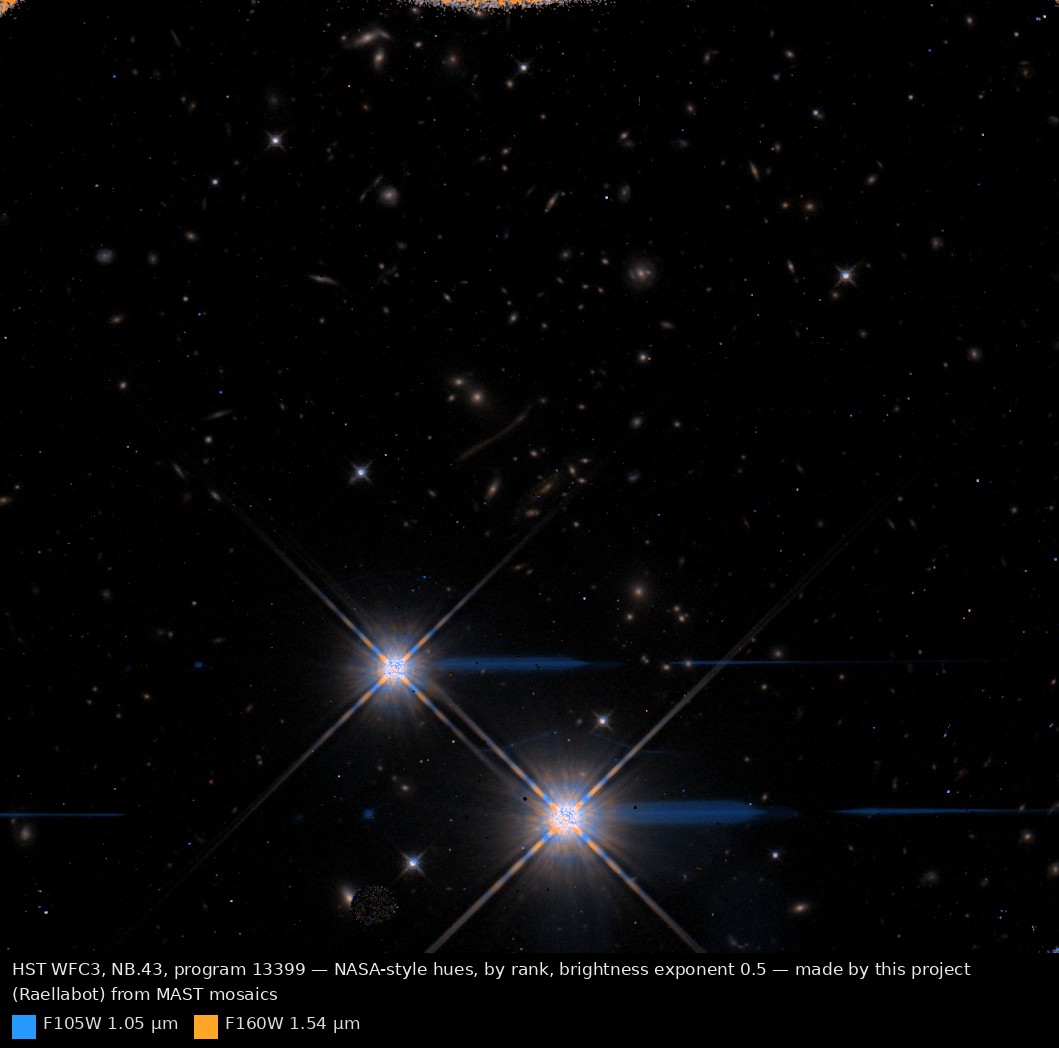 HST WFC3, NB.43, program 13399 — NASA-style hues, by rank, brightness exponent 0.5 — made by this project
(Raellabot) from MAST mosaics
F105W 1.05 µm F160W 1.54 µm